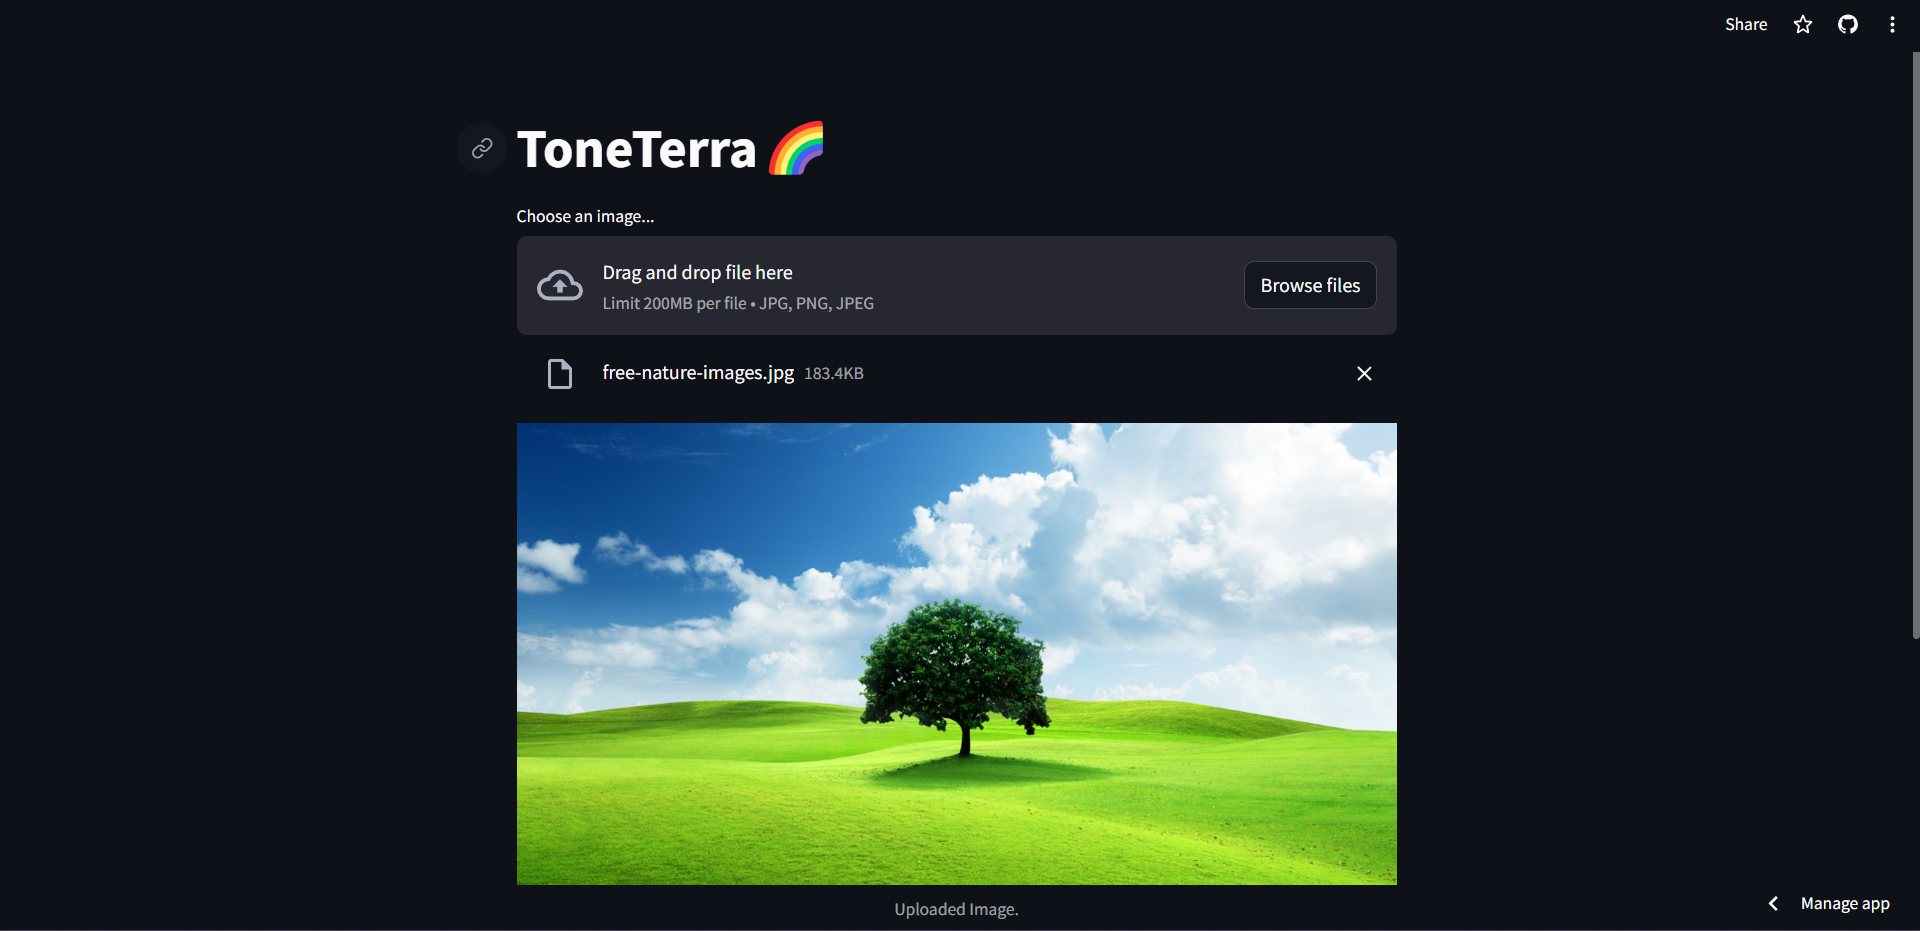 Share
ToneTerra
Choose an image...
Drag and drop file here
Limit 200MB per file • JPG, PNG, JPEG
Browse files
free-nature-images.jpg 183.4KB
Uploaded Image.
Manage app